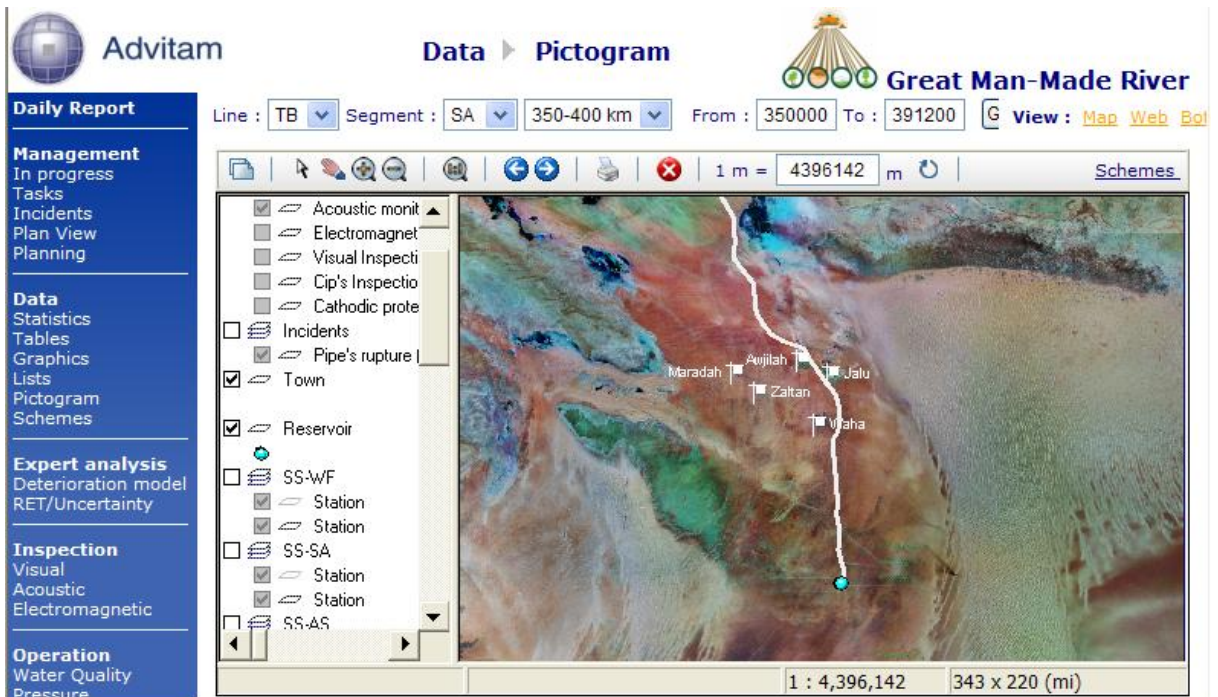 Advitam
Data Pictogram
Great Man-Made River
Line : TB Segment : SA 350-400 km From : 350000 To : 391200 G View : Map Web Bot
1 m = 4396142 m Schemes
Daily Report
Management
In progress
Tasks
Incidents
Plan View
Planning
Data
Statistics
Tables
Graphics
Lists
Pictogram
Schemes
Expert analysis
Deterioration model
RET/Uncertainty
Inspection
Visual
Acoustic
Electromagnetic
Operation
Water Quality
Pressure
Acoustic monit
Electromagnet
Visual Inspecti
Cip's Inspectio
Cathodic prote
Incidents
Pipe's rupture
Town
Reservoir
SS-WF
Station
Station
SS-SA
Station
Station
SS-AS
Maradah
Awjilah
Jalu
Zaltan
Waha
1 : 4,396,142 343 x 220 (mi)